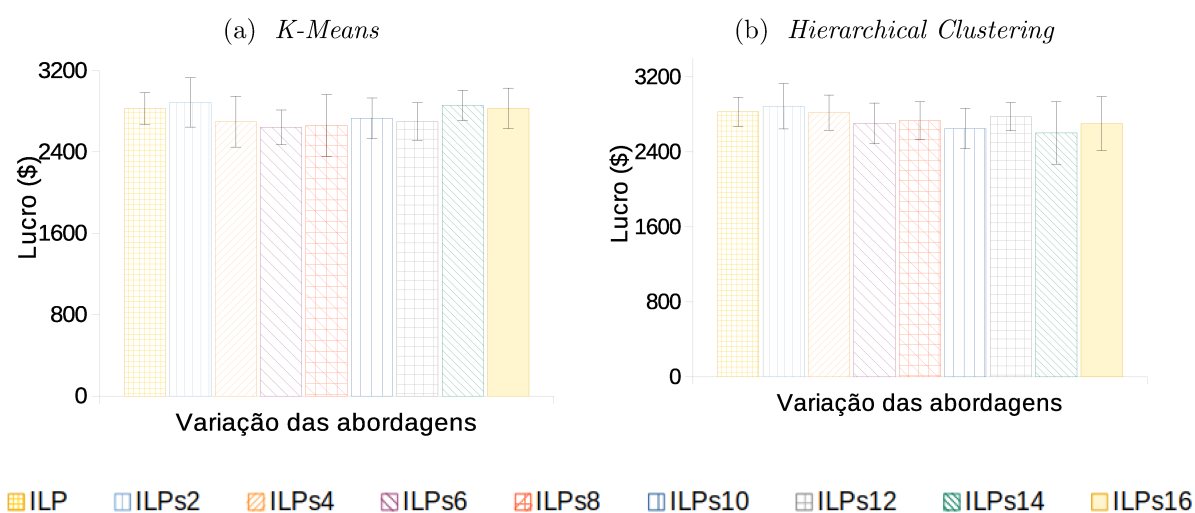 (a) K-Means
3200
2400
1600
800
0
Lucro ($)
Variação das abordagens
(b) Hierarchical Clustering
3200
2400
1600
800
0
Lucro ($)
Variação das abordagens
ILP ILPs2 ILPs4 ILPs6 ILPs8 ILPs10 ILPs12 ILPs14 ILPs16